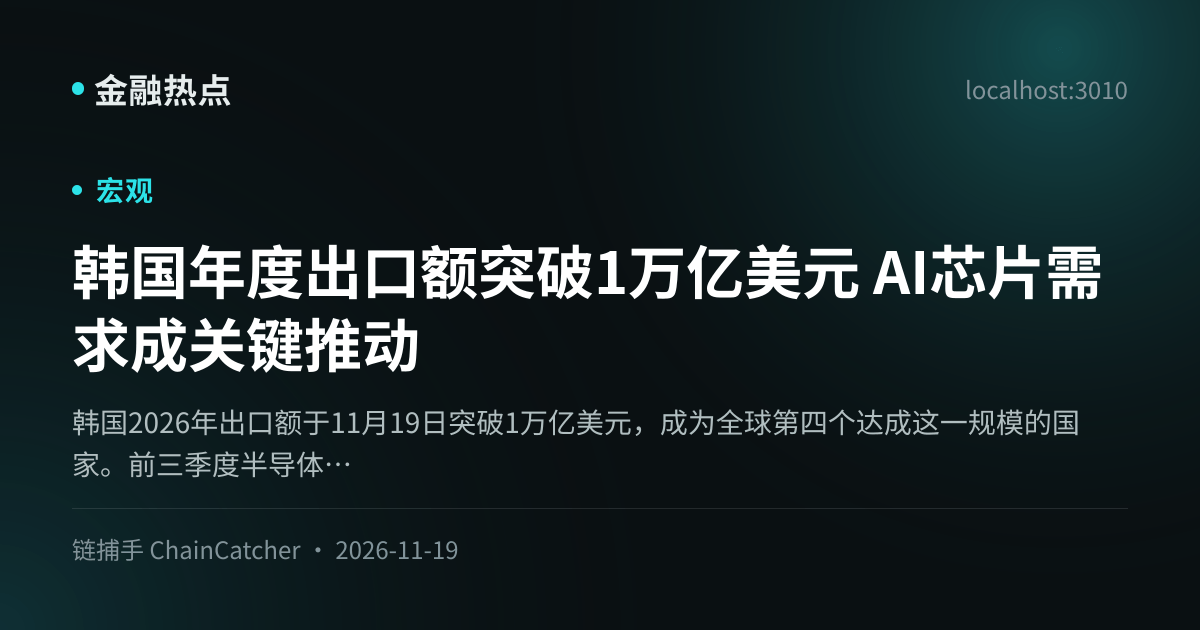 金融热点
localhost:3010
宏观
韩国年度出口额突破1万亿美元 AI芯片需
求成关键推动
韩国2026年出口额于11月19日突破1万亿美元，成为全球第四个达成这一规模的国
家。前三季度半导体…
链捕手 ChainCatcher · 2026-11-19